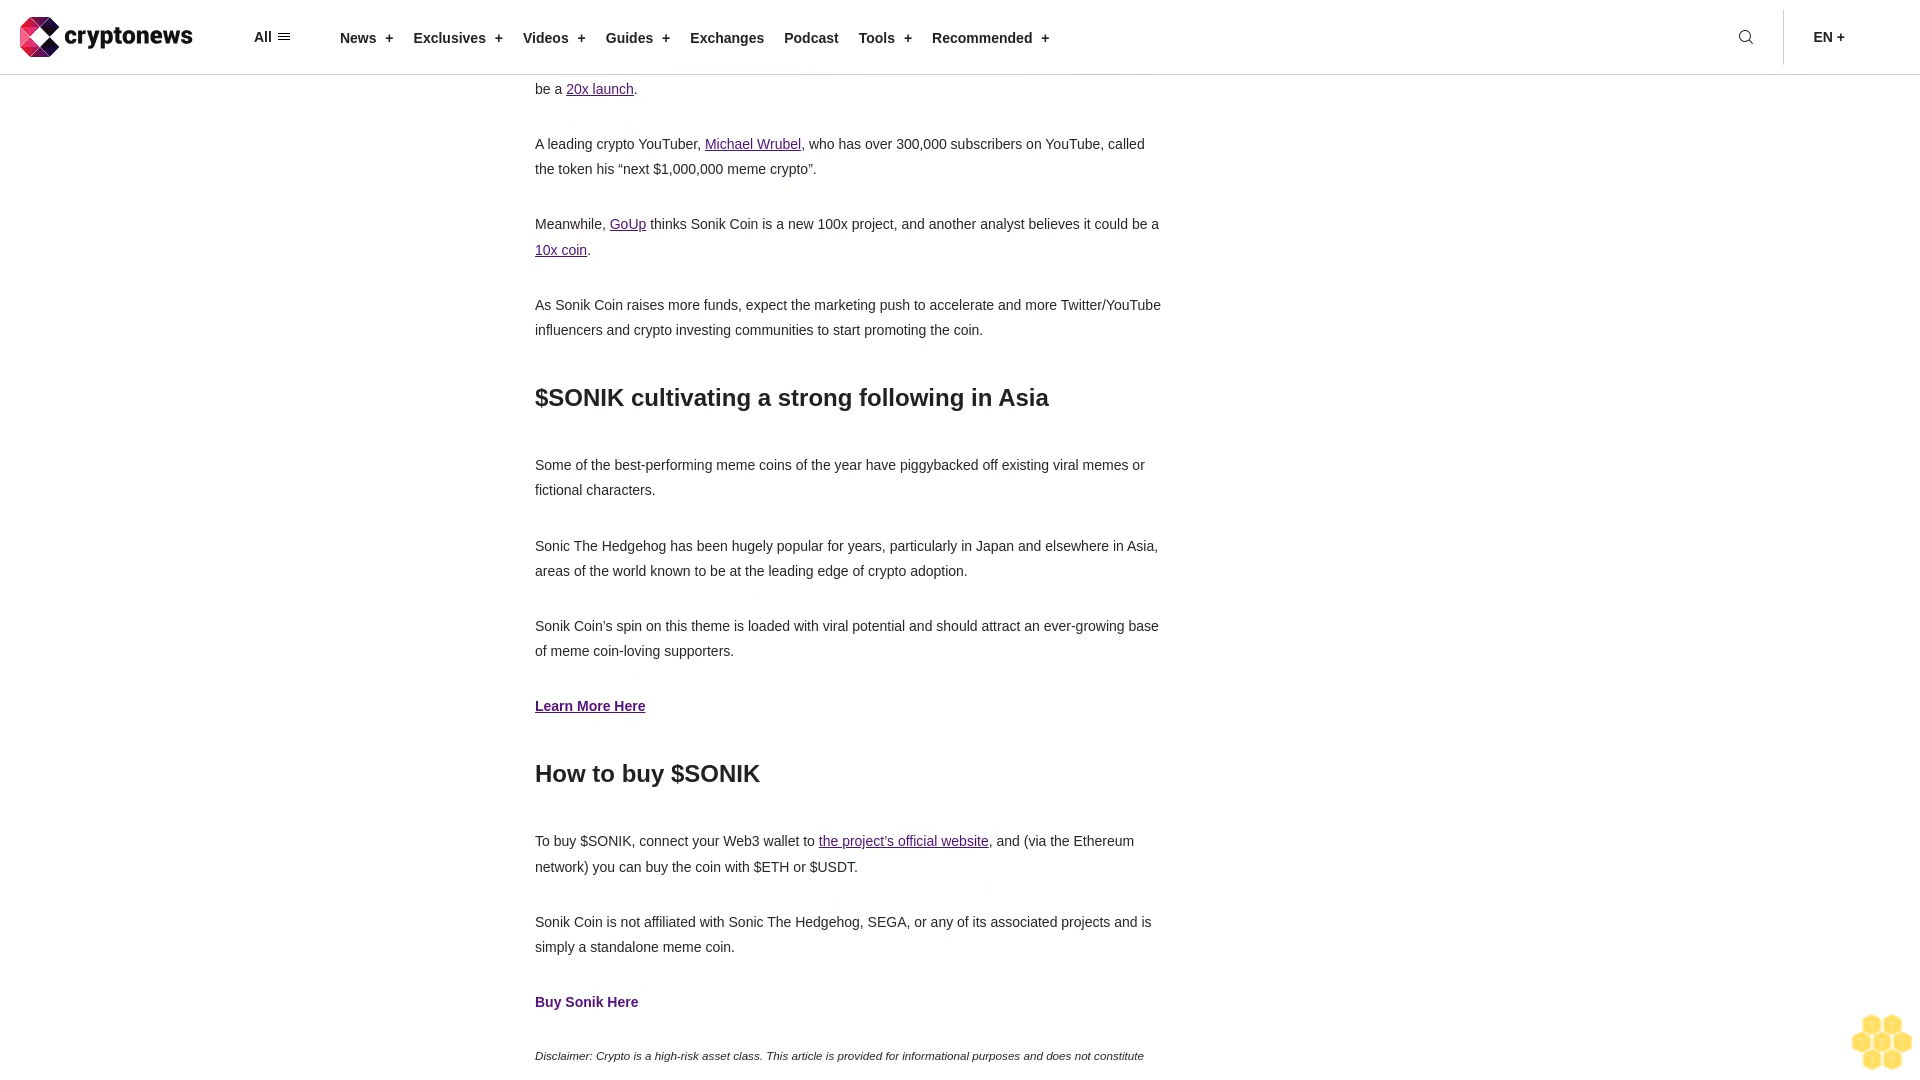 cryptonews
All
News +
Exclusives +
Videos +
Guides +
Exchanges
Podcast
Tools +
Recommended +
EN +
be a 20x launch.
A leading crypto YouTuber, Michael Wrubel, who has over 300,000 subscribers on YouTube, called
the token his “next $1,000,000 meme crypto”.
Meanwhile, GoUp thinks Sonik Coin is a new 100x project, and another analyst believes it could be a
10x coin.
As Sonik Coin raises more funds, expect the marketing push to accelerate and more Twitter/YouTube
influencers and crypto investing communities to start promoting the coin.
$SONIK cultivating a strong following in Asia
Some of the best-performing meme coins of the year have piggybacked off existing viral memes or
fictional characters.
Sonic The Hedgehog has been hugely popular for years, particularly in Japan and elsewhere in Asia,
areas of the world known to be at the leading edge of crypto adoption.
Sonik Coin’s spin on this theme is loaded with viral potential and should attract an ever-growing base
of meme coin-loving supporters.
Learn More Here
How to buy $SONIK
To buy $SONIK, connect your Web3 wallet to the project’s official website, and (via the Ethereum
network) you can buy the coin with $ETH or $USDT.
Sonik Coin is not affiliated with Sonic The Hedgehog, SEGA, or any of its associated projects and is
simply a standalone meme coin.
Buy Sonik Here
Disclaimer: Crypto is a high-risk asset class. This article is provided for informational purposes and does not constitute